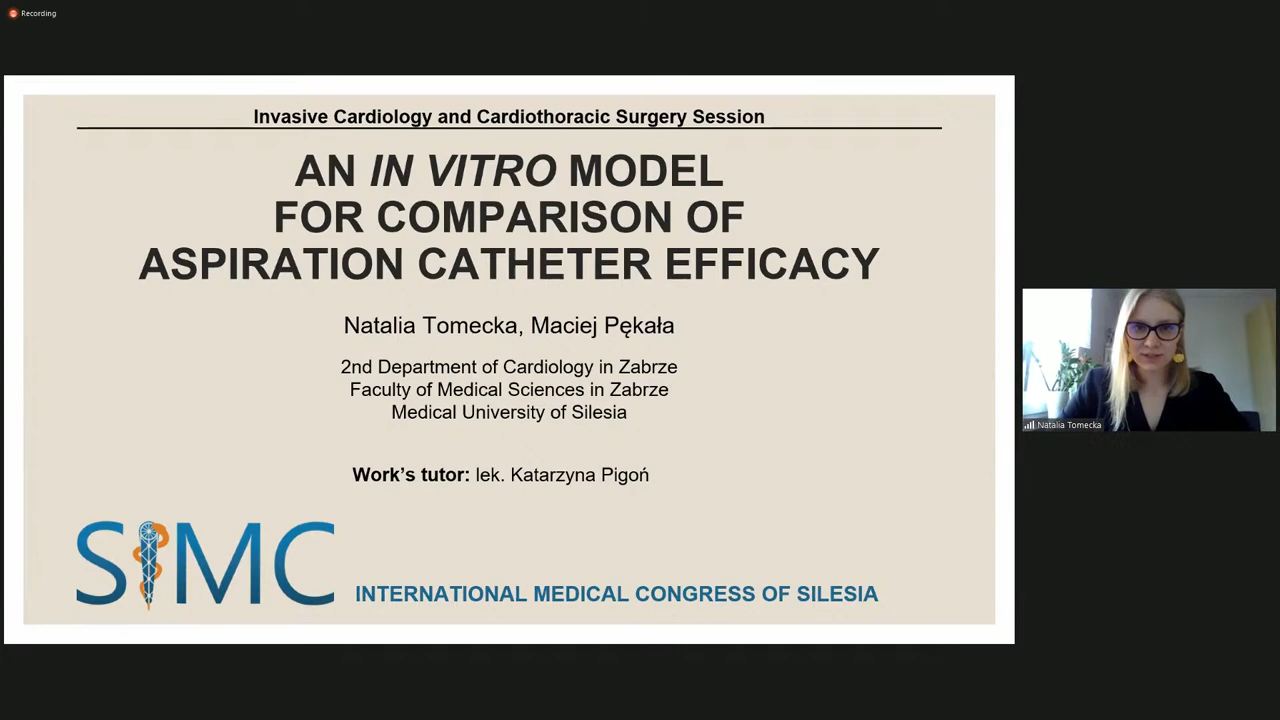 Recording
Invasive Cardiology and Cardiothoracic Surgery Session
AN IN VITRO MODEL
FOR COMPARISON OF
ASPIRATION CATHETER EFFICACY
Natalia Tomecka, Maciej Pękała
2nd Department of Cardiology in Zabrze
Faculty of Medical Sciences in Zabrze
Medical University of Silesia
Work's tutor: lek. Katarzyna Pigoń
SIMC
INTERNATIONAL MEDICAL CONGRESS OF SILESIA
Natalia Tomecka